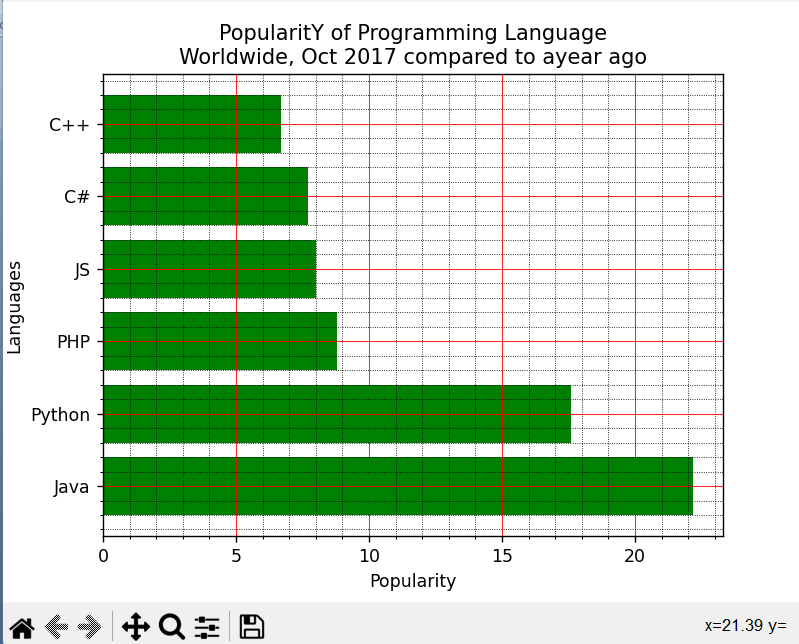 PopularitY of Programming Language
Worldwide, Oct 2017 compared to ayear ago
C++
C#
JS
PHP
Python
Java
Languages
0 5 10 15 20
Popularity
x=21.39 y=